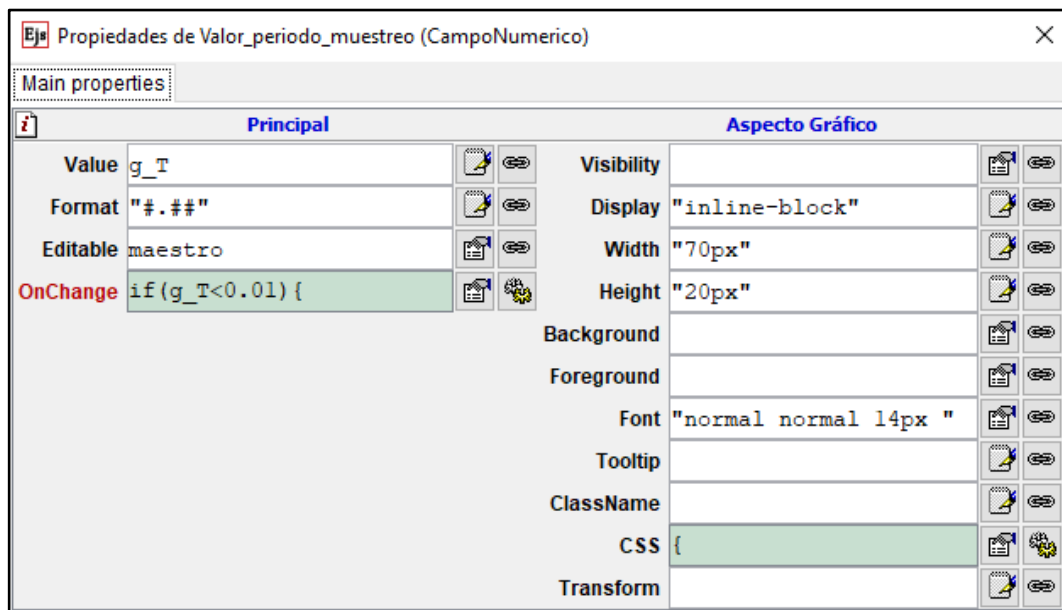 Ejs Propiedades de Valor_periodo_muestreo (CampoNumerico)
Main properties
Principal
Value g_T
Format "#.##"
Editable maestro
OnChange if(g_T<0.01){
Aspecto Gráfico
Visibility
Display "inline-block"
Width "70px"
Height "20px"
Background
Foreground
Font "normal normal 14px "
Tooltip
ClassName
CSS {
Transform